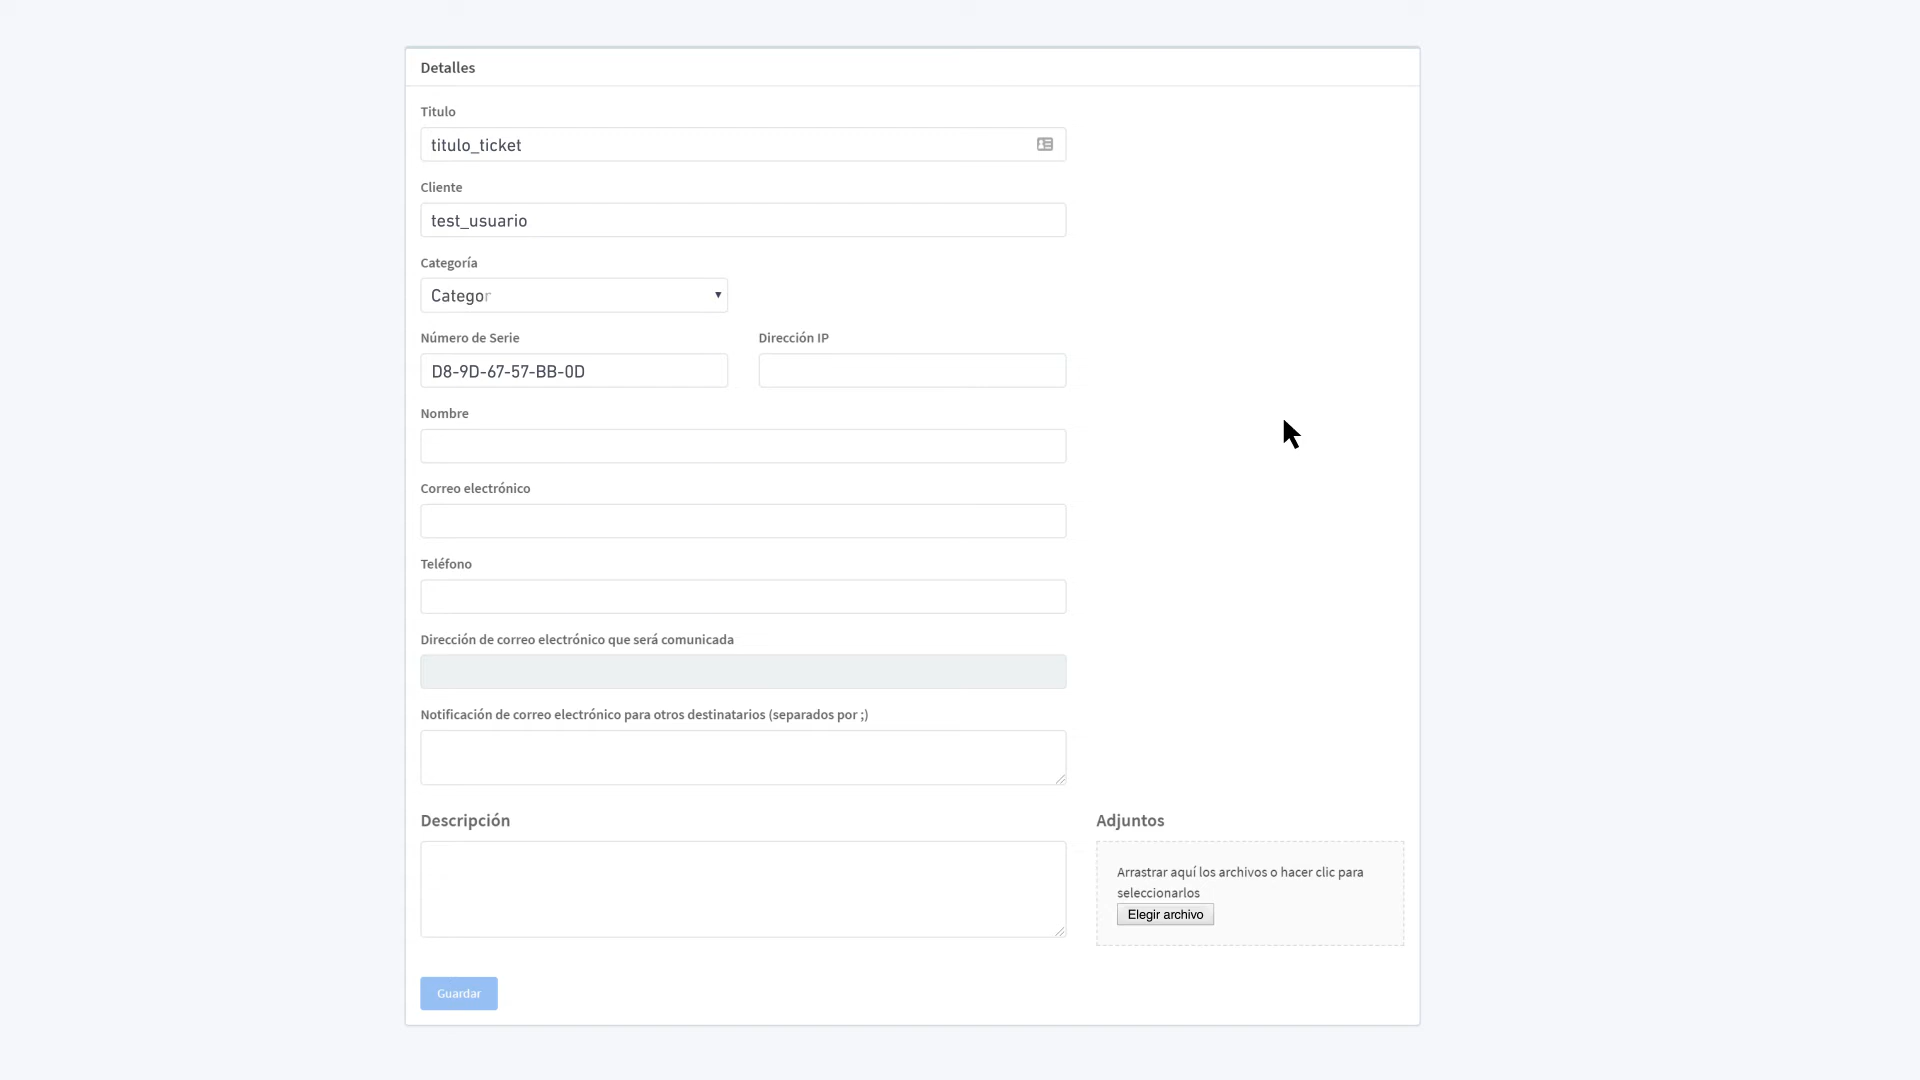 Detalles
Titulo
titulo_ticket
Cliente
test_usuario
Categoría
Categor
Número de Serie
Dirección IP
D8-9D-67-57-BB-0D
Nombre
Correo electrónico
Teléfono
Dirección de correo electrónico que será comunicada
Notificación de correo electrónico para otros destinatarios (separados por ;)
Descripción
Adjuntos
Arrastrar aquí los archivos o hacer clic para
seleccionarlos
Elegir archivo
Guardar